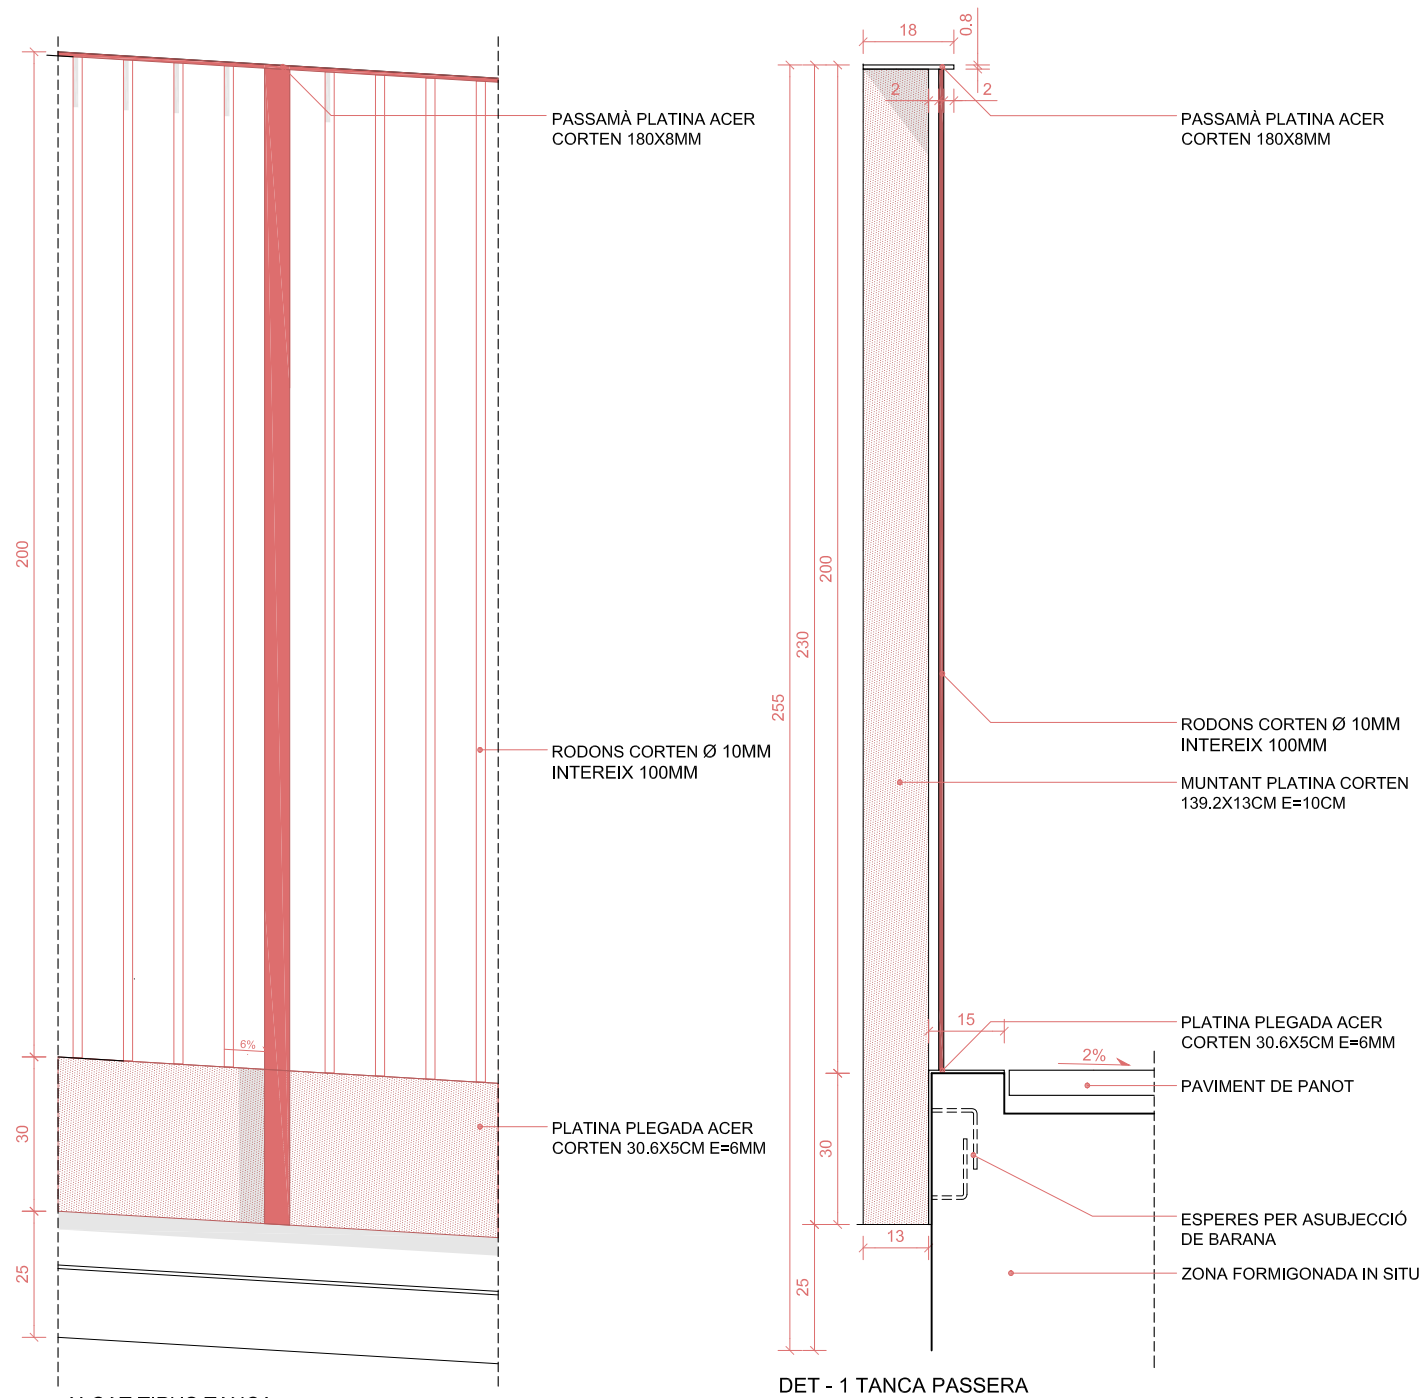 18
0.8
2
2
PASSAMÀ PLATINA ACER
CORTEN 180X8MM
PASSAMÀ PLATINA ACER
CORTEN 180X8MM
200
200
230
255
RODONS CORTEN Ø 10MM
INTEREIX 100MM
RODONS CORTEN Ø 10MM
INTEREIX 100MM
MUNTANT PLATINA CORTEN
139.2X13CM E=10CM
6%
15
PLATINA PLEGADA ACER
CORTEN 30.6X5CM E=6MM
2%
PAVIMENT DE PANOT
30
PLATINA PLEGADA ACER
CORTEN 30.6X5CM E=6MM
30
ESPERES PER ASUBJECCIÓ
DE BARANA
13
25
25
ZONA FORMIGONADA IN SITU
DET - 1 TANCA PASSERA